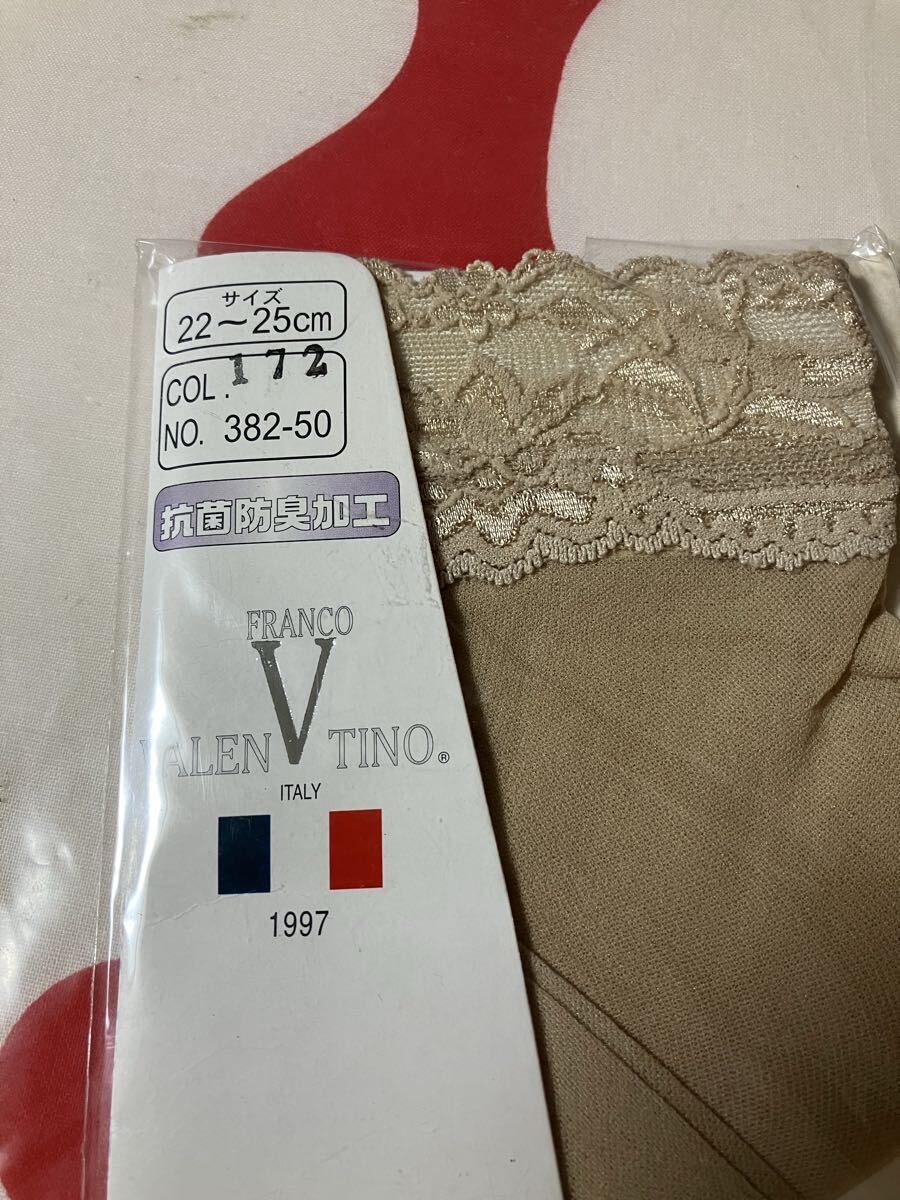 サイズ
22～25cm
COL. 172
NO. 382-50
抗菌防臭加工
FRANCO
VALENTINO®
ITALY
1997